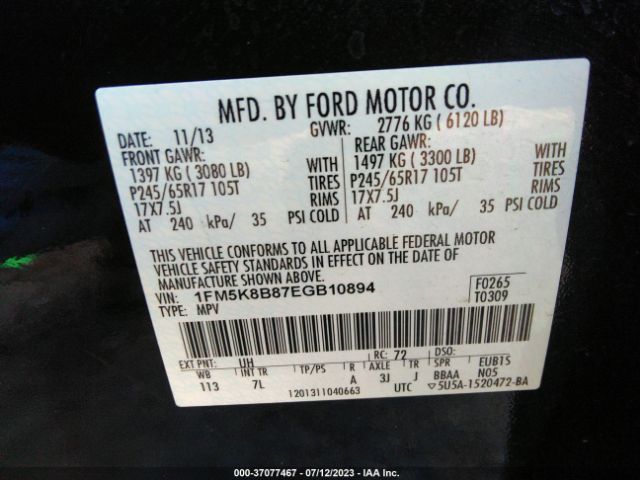 MFD. BY FORD MOTOR CO.
DATE: 11/13 GVWR: 2776 KG ( 6120 LB)
FRONT GAWR: REAR GAWR:
1397 KG ( 3080 LB) WITH 1497 KG ( 3300 LB) WITH
P245/65R17 105T TIRES P245/65R17 105T TIRES
17X7.5J RIMS 17X7.5J RIMS
AT 240 kPa/ 35 PSI COLD AT 240 kPa/ 35 PSI COLD
THIS VEHICLE CONFORMS TO ALL APPLICABLE FEDERAL MOTOR
VEHICLE SAFETY STANDARDS IN EFFECT ON THE DATE OF
MANUFACTURE SHOWN ABOVE.
VIN: 1FM5K8B87EGB10894 F0265
TYPE: MPV T0309
EXT PNT: UH RC: 72 DSO:
WB INT TR TP/PS R AXLE TR SPR EUB1S
113 7L A 3J J BBAA N05
1201311040663 UTC ▽5U5A-1520472-BA
000-37077467 - 07/12/2023 - IAA Inc.